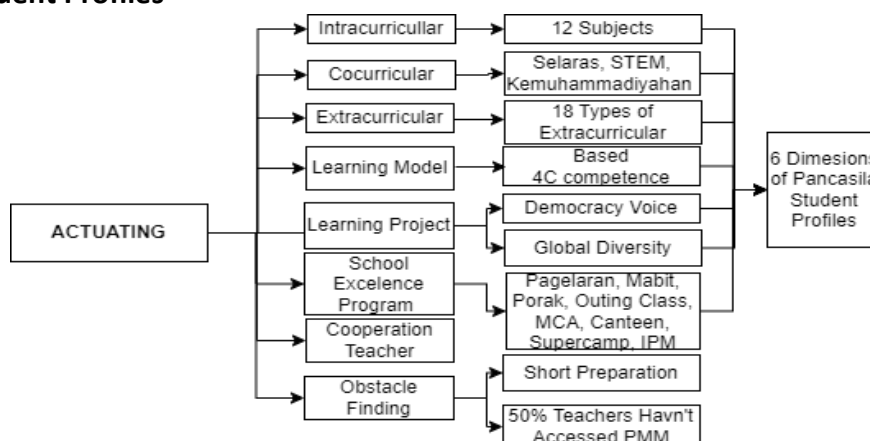 dent Profiles
Intracuricullar
12 Subjects
Cocurricular
Selaras, STEM,
Kemuhammadiyahan
Extracurricular
18 Types of
Extracurricular
Learning Model
Based
4C competence
ACTUATING
Learning Project
Democracy Voice
Global Diversity
School
Excelence
Program
Pagelaran, Mabit,
Porak, Outing Class,
MCA, Canteen,
Supercamp, IPM
Cooperation
Teacher
Obstacle
Finding
Short Preparation
50% Teachers Havn't
Accessed PMM
6 Dimesions
of Pancasila
Student
Profiles